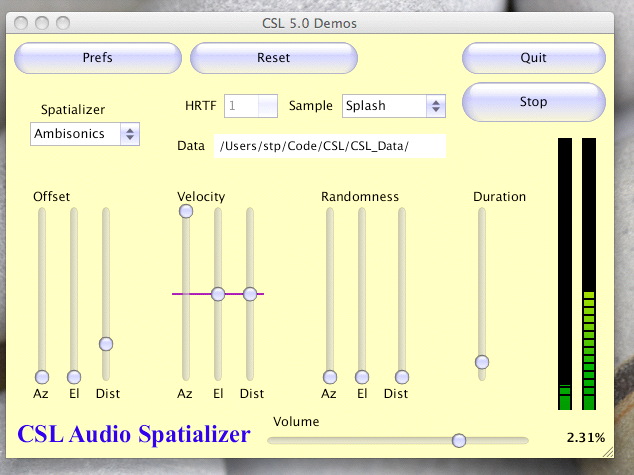 CSL 5.0 Demos
Prefs
Reset
Quit
Spatializer
HRTF 1 Sample Splash
Stop
Ambisonics
Data /Users/stp/Code/CSL/CSL_Data/
Offset Velocity Randomness Duration
Az El Dist Az El Dist Az El Dist
CSL Audio Spatializer
Volume
2.31%